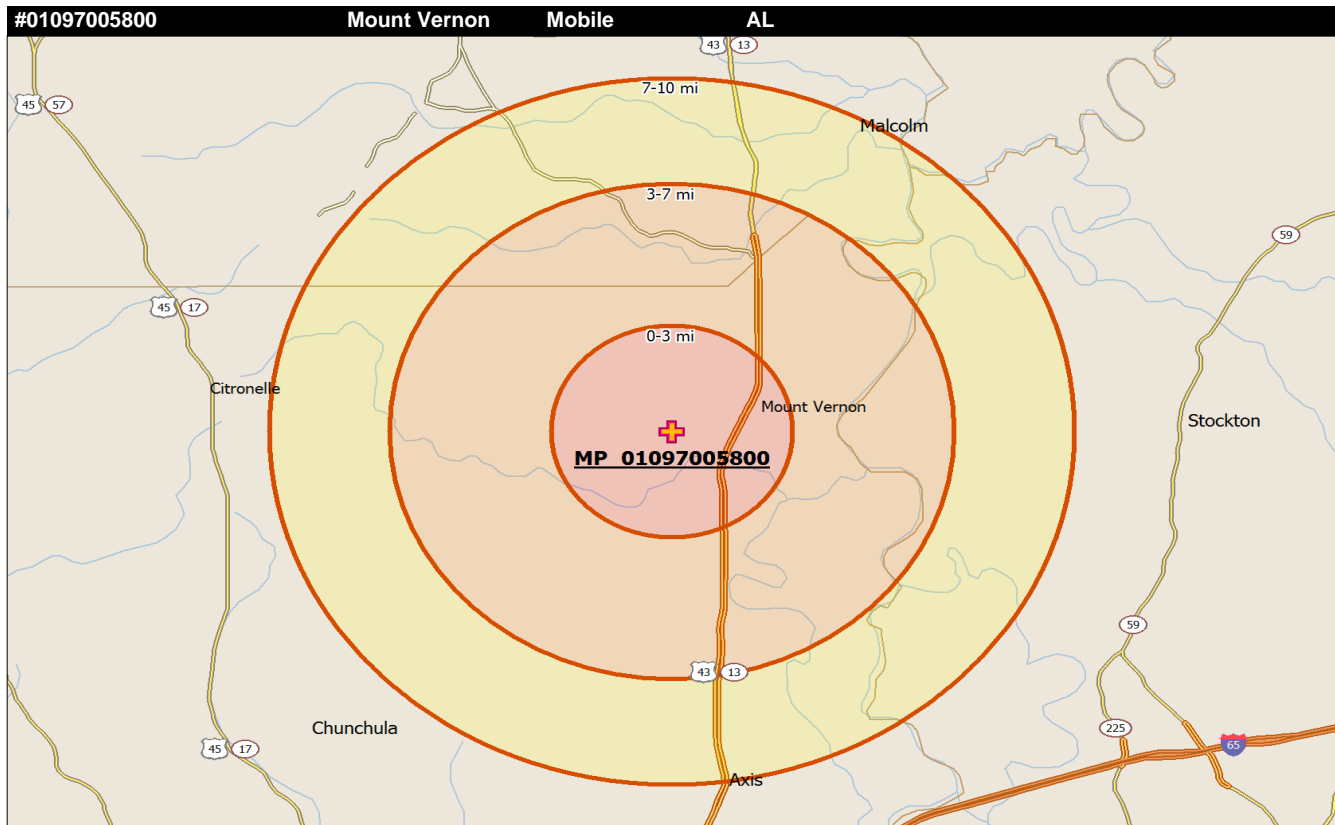 #01097005800 Mount Vernon Mobile AL
43 13
7-10 mi
45 57
Malcolm
3-7 mi
59
45 17
0-3 mi
Citronelle
Mount Vernon
Stockton
MP 01097005800
59
43 13
Chunchula
225
45 17
65
Axis